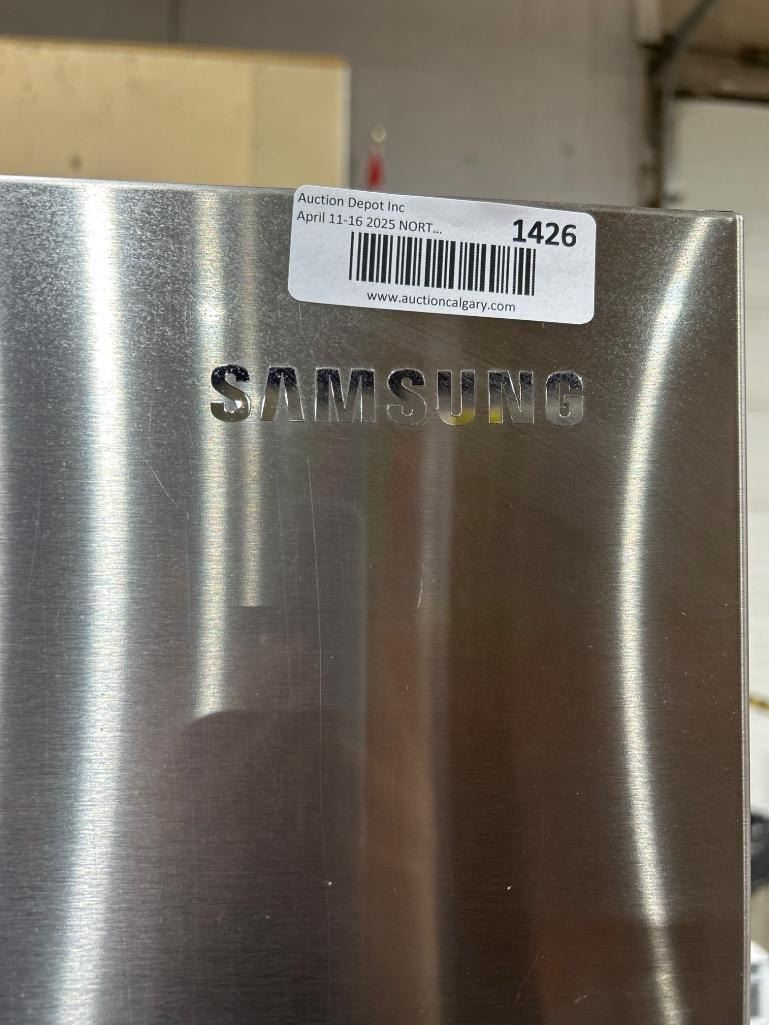 Auction Depot Inc
April 11-16 2025 NORT...
1426
www.auctioncalgary.com
SAMSUNG